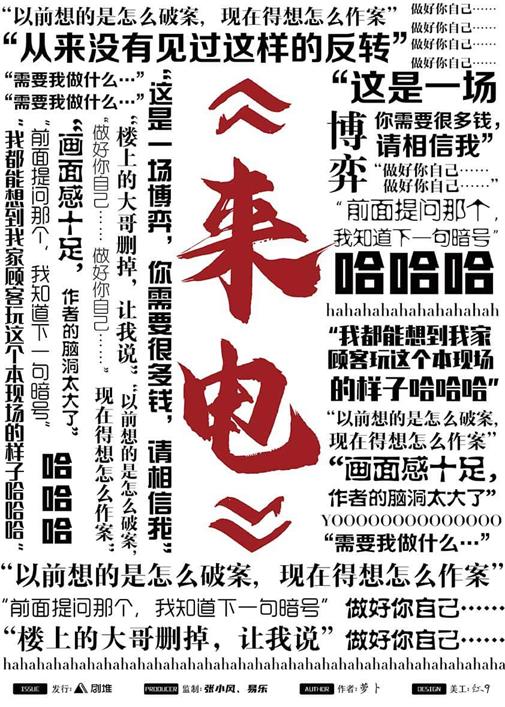 “以前想的是怎么破案，现在得想怎么作案”
“从来没有见过这样的反转”
做好你自己……
做好你自己……
做好你自己……
做好你自己……
“需要我做什么…”
“需要我做什么…”
“我都能想到我家顾客玩这个本现场的样子哈哈哈”
“前面提问那个，我知道下一句暗号”
“画面感十足，
作者的脑洞太大了”
哈哈哈
“做好你自己…… 做好你自己……”
现在得想怎么作案”
“楼上的大哥删掉，让我说”
“以前想的是怎么破案，
“这是一场博弈，你需要很多钱，请相信我”
《来电》
“这是一场
博弈
你需要很多钱，
请相信我”
“做好你自己……
做好你自己……”
“前面提问那个，
我知道下一句暗号”
哈哈哈
hahahahahahahahahaha
“我都能想到我家
顾客玩这个本现场
的样子哈哈哈”
“以前想的是怎么破案，
现在得想怎么作案”
“画面感十足，
作者的脑洞太大了”
YOOOOOOOOOOOOOOO
“需要我做什么…”
“以前想的是怎么破案，现在得想怎么作案”
“前面提问那个，我知道下一句暗号”
做好你自己……
“楼上的大哥删掉，让我说”
做好你自己……
hahahahahahahahahahahahahahahahahahahahahahahaha
ISSUE 发行：剧堆
PRODUCER 监制：张小风、易乐
AUTHOR 作者：萝卜
DESIGN 美工：红9